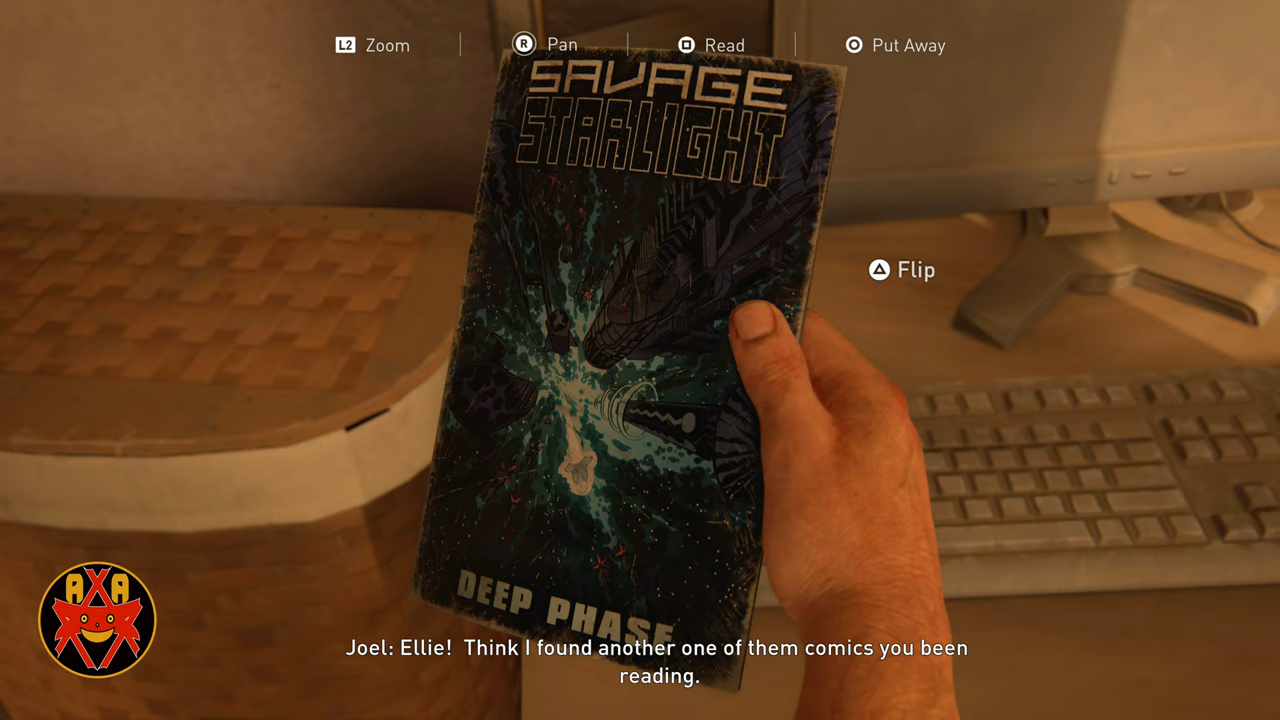 L2 Zoom
R Pan
Read
Put Away
SAVAGE
STARLIGHT
Flip
DEEP PHASE
AXA
Joel: Ellie! Think I found another one of them comics you been
reading.